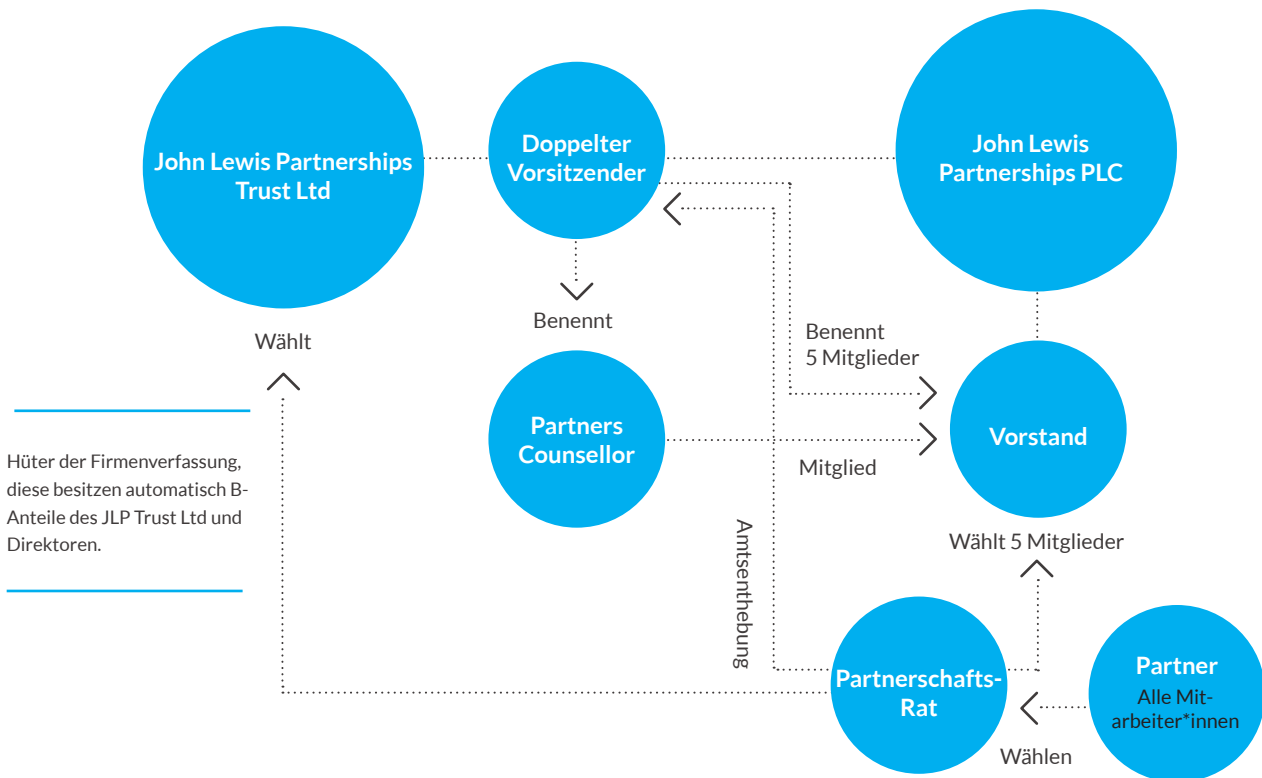 John Lewis Partnerships
Trust Ltd
Doppelter
Vorsitzender
John Lewis
Partnerships PLC
Benennt
Wählt
Benennt
5 Mitglieder
Partners
Counsellor
Mitglied
Vorstand
Hüter der Firmenverfassung,
diese besitzen automatisch B-
Anteile des JLP Trust Ltd und
Direktoren.
Amtsenthebung
Wählt 5 Mitglieder
Partnerschafts-
Rat
Partner
Alle Mit-
arbeiter*innen
Wählen